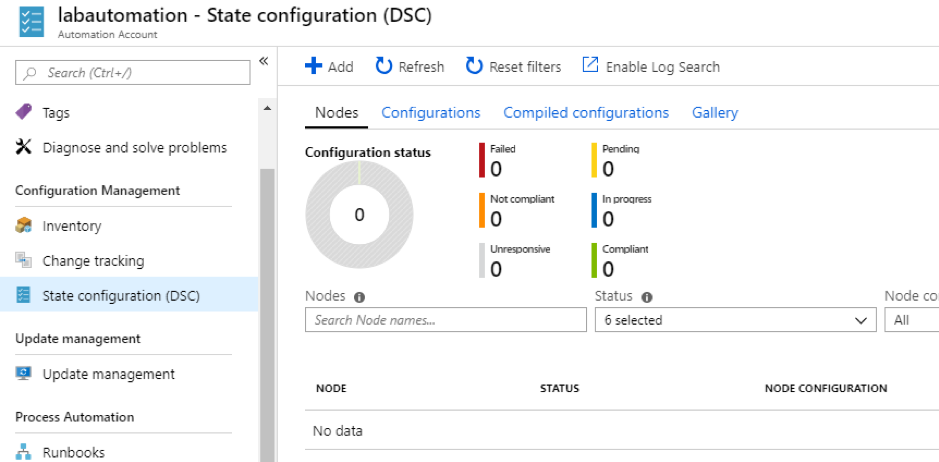 labautomation - State configuration (DSC)
Automation Account
Search (Ctrl+/)
«
Tags
Diagnose and solve problems
Configuration Management
Inventory
Change tracking
State configuration (DSC)
Update management
Update management
Process Automation
Runbooks
Add Refresh Reset filters Enable Log Search
Nodes Configurations Compiled configurations Gallery
Configuration status
0
Failed
0
Pending
0
Not compliant
0
In progress
0
Unresponsive
0
Compliant
0
Nodes Status Node co
Search Node names... 6 selected All
NODE STATUS NODE CONFIGURATION
No data